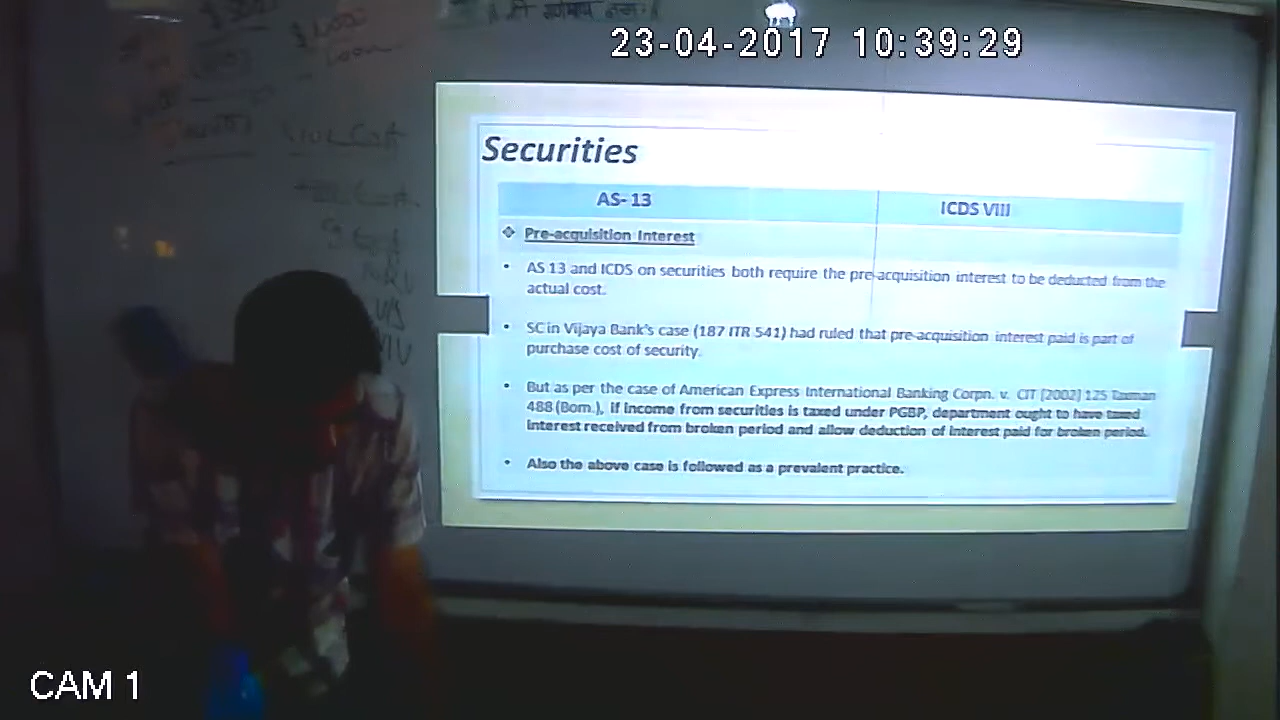 ॥ श्री गणेशाय नमः ॥
23-04-2017 10:39:29
Securities
AS-13 ICDS VIII
❖ Pre-acquisition Interest
• AS 13 and ICDS on securities both require the pre-acquisition interest to be deducted from the
actual cost.
• SC in Vijaya Bank's case (187 ITR 541) had ruled that pre-acquisition interest paid is part of
purchase cost of security.
• But as per the case of American Express International Banking Corpn. v. CIT [2002] 125 Taxman
488 (Bom.), if income from securities is taxed under PGBP, department ought to have taxed
interest received from broken period and allow deduction of interest paid for broken period.
• Also the above case is followed as a prevalent practice.
CAM 1